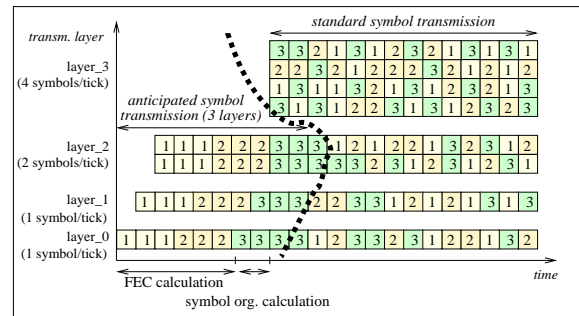 standard symbol transmission
transm. layer
3 3 2 1 3 1 2 3 2 1 3 1 3 1
layer_3
2 2 3 2 1 2 2 2 3 2 1 2 1 2
(4 symbols/tick)
1 3 1 1 3 1 3 1 2 1 3 2 1 2
3 1 3 1 2 2 3 1 3 1 2 3 2 3
anticipated symbol
transmission (3 layers)
layer_2
1 1 1 2 2 2 3 3 3 1 2 1 2 2 1 3 2 3 1 2
(2 symbols/tick)
1 1 1 2 2 2 3 3 3 3 3 2 3 1 2 3 1 2 3 1
layer_1
1 1 1 2 2 2 3 3 3 2 2 3 3 1 2 1 2 1 3 1 3
(1 symbol/tick)
layer_0
1 1 1 2 2 2 3 3 3 3 1 2 3 3 2 3 1 2 2 1 3 2
(1 symbol/tick)
FEC calculation
time
symbol org. calculation